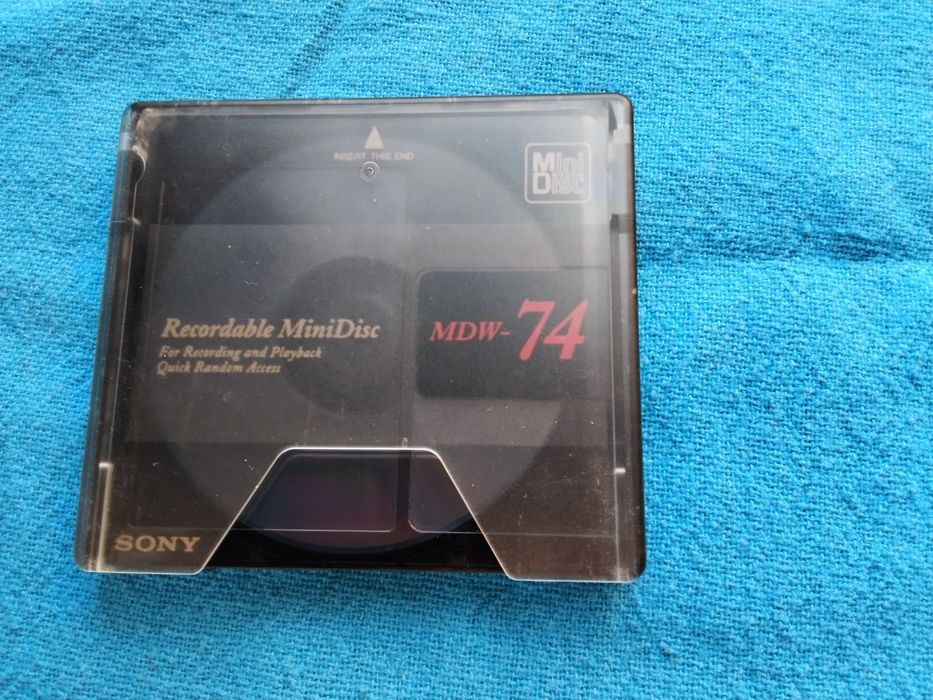 INSERT THIS END
Mini
Disc
Recordable MiniDisc
For Recording and Playback
Quick Random Access
MDW-74
SONY